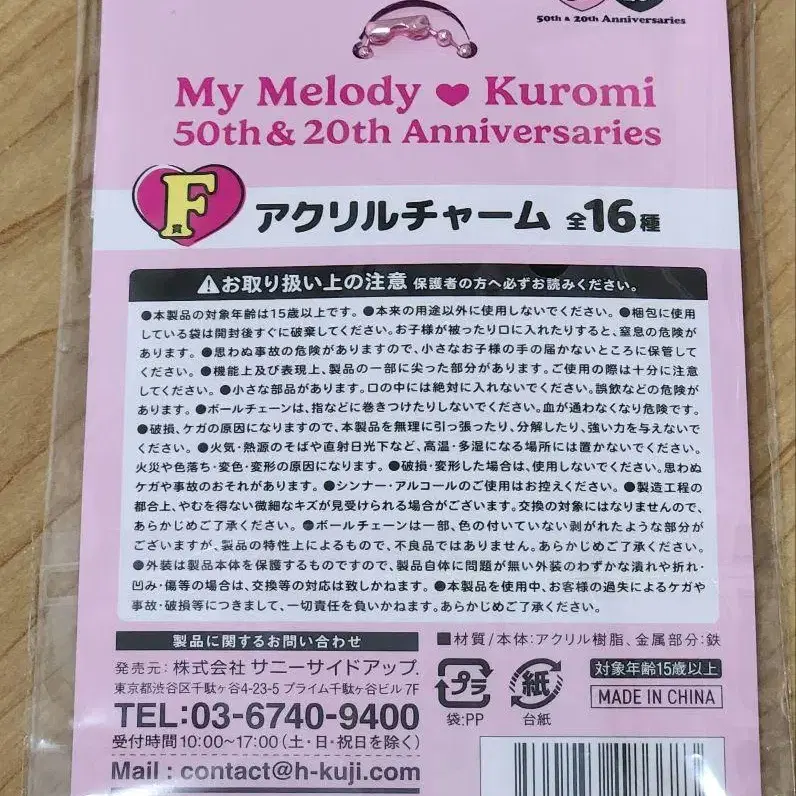 50th & 20th Anniversaries
My Melody ♥ Kuromi
50th & 20th Anniversaries
F賞 アクリルチャーム 全16種
⚠お取り扱い上の注意 保護者の方へ必ずお読みください。
●本製品の対象年齢は15歳以上です。●本来の用途以外に使用しないでください。●梱包に使用
している袋は開封後すぐに破棄してください。お子様が被ったり口に入れたりすると、窒息の危険が
あります。●思わぬ事故の危険がありますので、小さなお子様の手の届かないところに保管して
ください。●機能上及び表現上、製品の一部に尖った部分があります。ご使用の際は十分に注意
してください。●小さな部品があります。口の中には絶対に入れないでください。誤飲などの危険が
あります。●ボールチェーンは、指などに巻きつけたりしないでください。血が通わなくなり危険です。
●破損、ケガの原因になりますので、本製品を無理に引っ張ったり、分解したり、強い力を与えないで
ください。●火気・熱源のそばや直射日光下など、高温・多湿になる場所には置かないでください。
火災や色落ち・変色・変形の原因になります。●破損・変形した場合は、使用しないでください。思わぬ
ケガや事故のおそれがあります。●シンナー・アルコールのご使用はお控えください。●製造工程の
都合上、やむを得ない微細なキズが見受けられる場合がございます。交換の対象にはなりませんので、
あらかじめご了承ください。●ボールチェーンは一部、色の付いていない剥がれたような部分が
ございますが、製品の特性上によるもので、不良品ではありません。あらかじめご了承ください。
●外装は製品本体を保護するものですので、製品自体に問題が無い外装のわずかな潰れや折れ・
凹み・傷等の場合は、交換等の対応は致しかねます。●本製品を使用中、お客様の過失によるケガや
事故・破損等につきまして、一切責任を負いかねます。あらかじめご了承ください。
製品に関するお問い合わせ
発売元:株式会社 サニーサイドアップ.
東京都渋谷区千駄ヶ谷4-23-5 プライム千駄ヶ谷ビル 7F
TEL:03-6740-9400
受付時間10:00~17:00(土・日・祝日を除く)
Mail : contact@h-kuji.com
■材質/本体:アクリル樹脂、金属部分:鉄
プラ
袋:PP
紙
台紙
対象年齢15歳以上
MADE IN CHINA